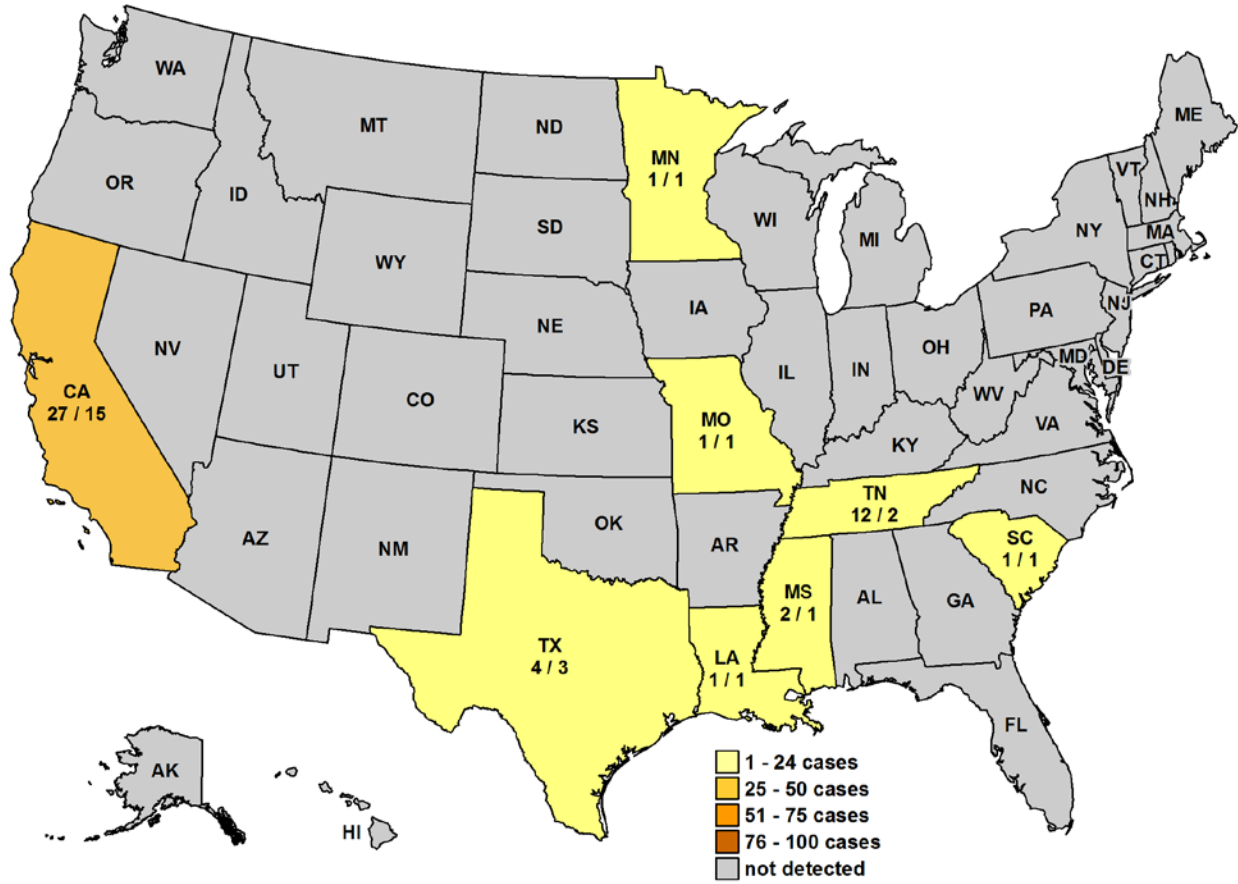 WA
MT
ND
MN
1 / 1
ME
VT
NH
OR
ID
SD
WI
MI
NY
MA
CT
WY
IA
NE
PA
NJ
NV
UT
CO
IL
IN
OH
MD
DE
WV
CA
27 / 15
KS
MO
1 / 1
KY
VA
AZ
NM
OK
AR
TN
12 / 2
NC
SC
1 / 1
MS
2 / 1
AL
GA
TX
4 / 3
LA
1 / 1
FL
AK
HI
1 - 24 cases
25 - 50 cases
51 - 75 cases
76 - 100 cases
not detected